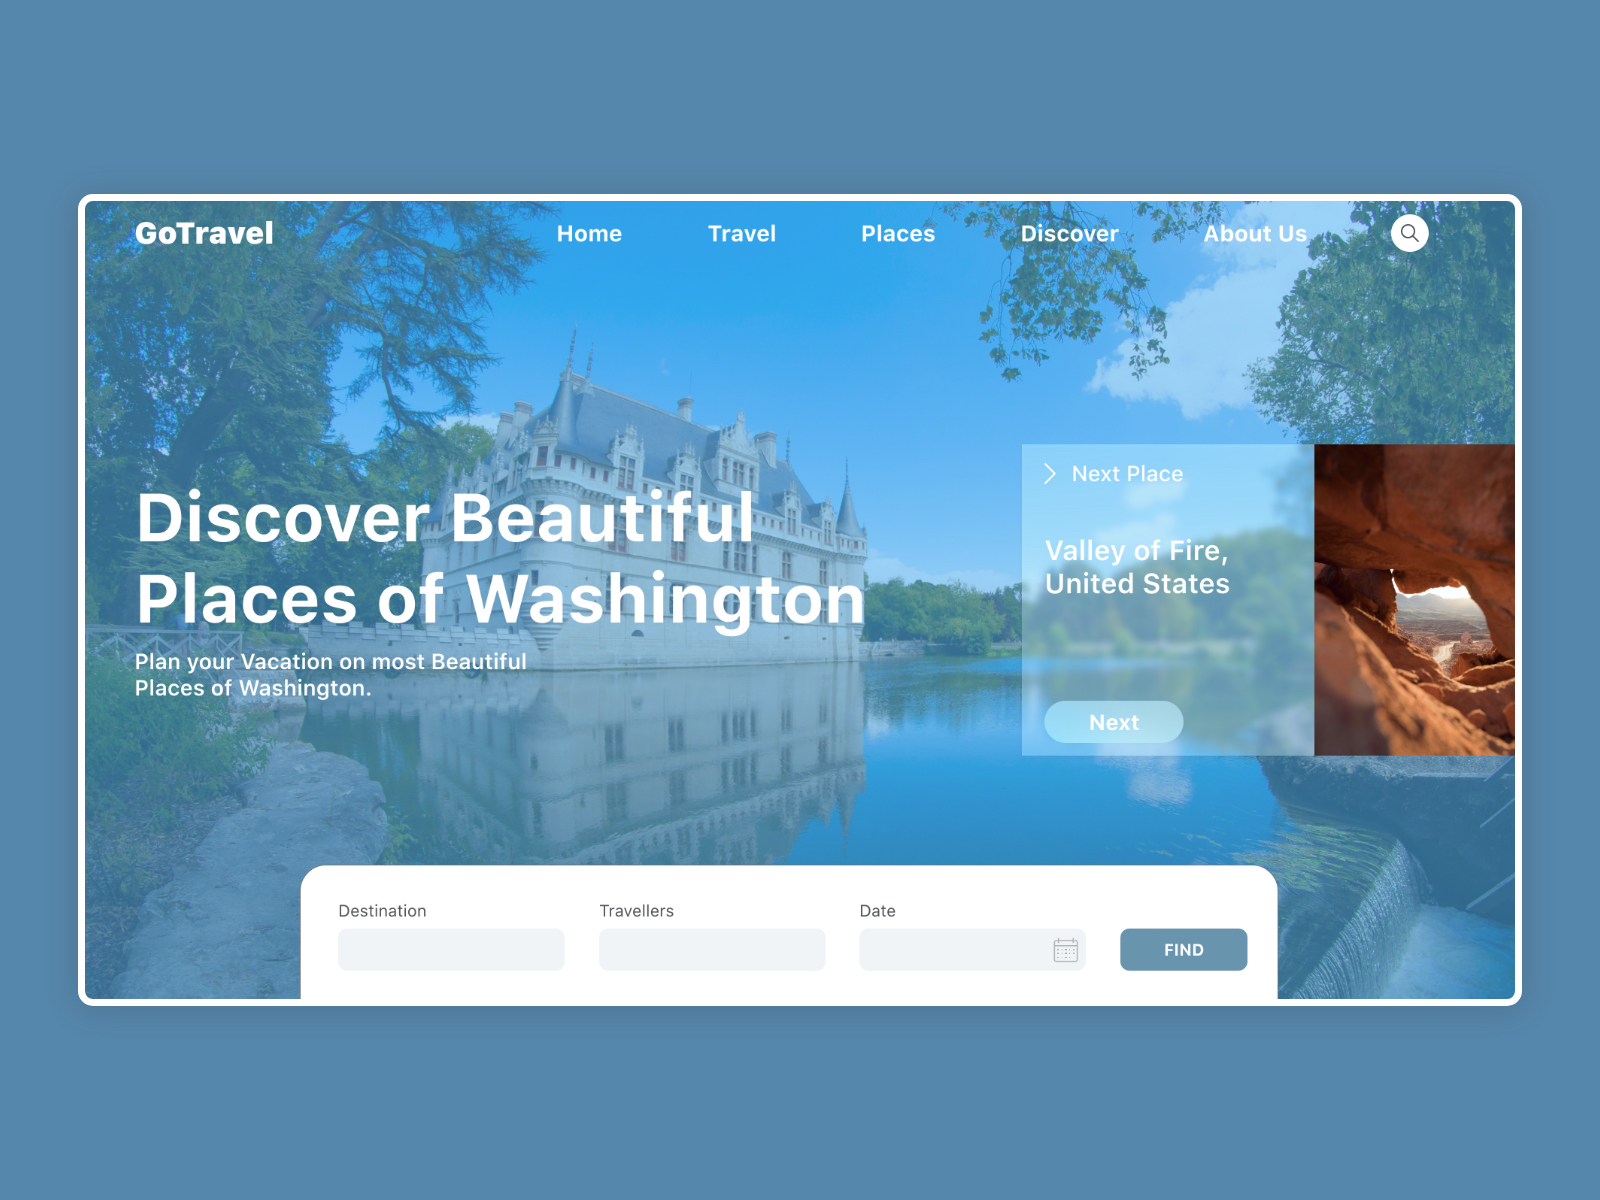 GoTravel
Home
Travel
Places
Discover
About Us
Discover Beautiful
Places of Washington
Plan your Vacation on most Beautiful
Places of Washington.
Next Place
Valley of Fire,
United States
Next
Destination
Travellers
Date
FIND